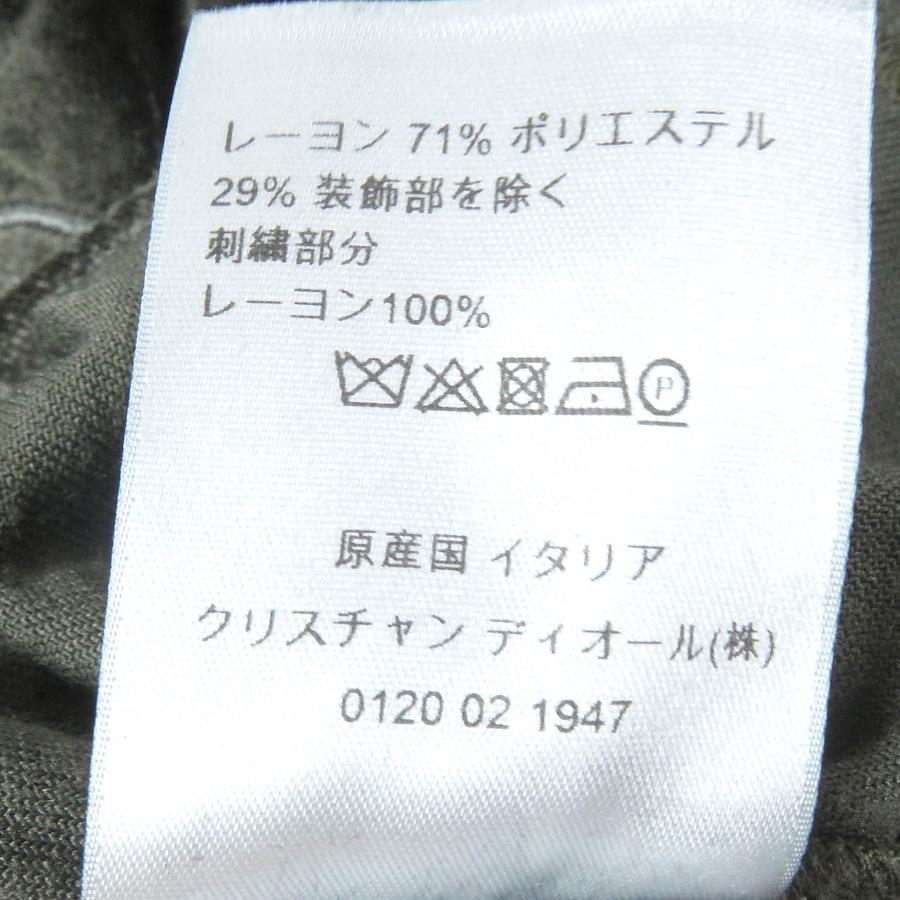 レーヨン 71% ポリエステル
29% 装飾部を除く
刺繍部分
レーヨン100%
P
原産国 イタリア
クリスチャン ディオール(株)
0120 02 1947